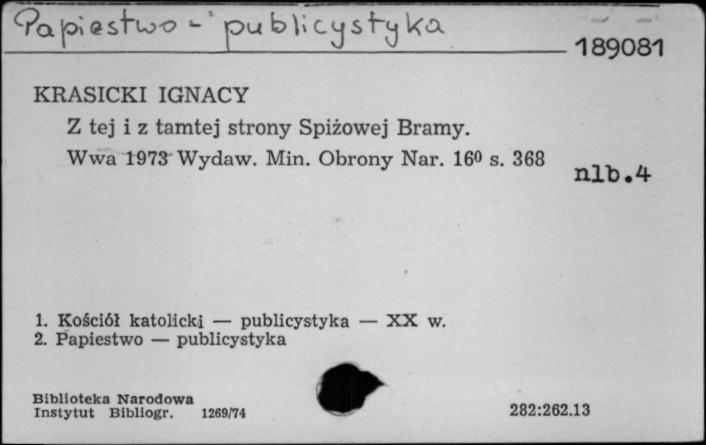 Papiestwo - publicystyka
189081
KRASICKI IGNACY
Z tej i z tamtej strony Spiżowej Bramy.
Wwa 1973 Wydaw. Min. Obrony Nar. 16⁰ s. 368
nlb.4
1. Kościół katolicki — publicystyka — XX w.
2. Papiestwo — publicystyka
Biblioteka Narodowa
Instytut Bibliogr. 1269/74
282:262.13